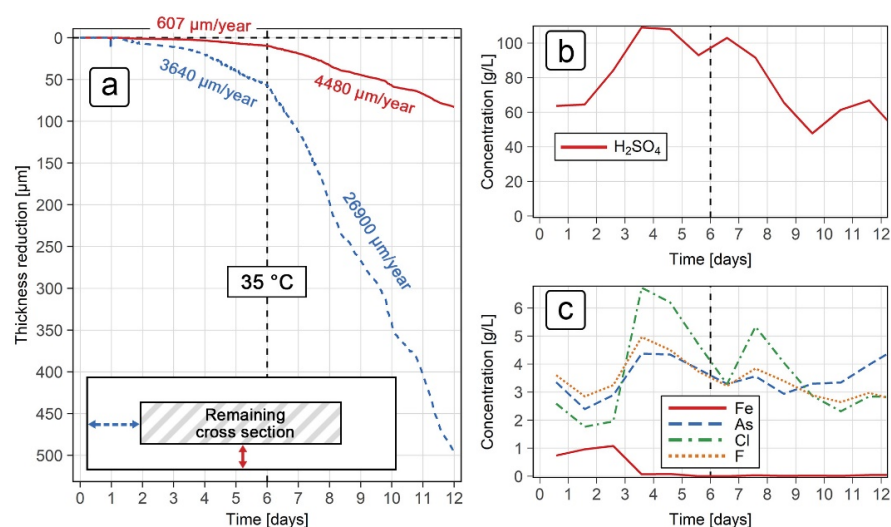 607 µm/year
a
3640 µm/year
4480 µm/year
26900 µm/year
35 °C
Remaining
cross section
Thickness reduction [µm]
0
50
100
150
200
250
300
350
400
450
500
0 1 2 3 4 5 6 7 8 9 10 11 12
Time [days]
b
H₂SO₄
Concentration [g/L]
100
80
60
40
20
0
0 1 2 3 4 5 6 7 8 9 10 11 12
Time [days]
c
Fe
As
Cl
F
Concentration [g/L]
6
5
4
3
2
1
0
0 1 2 3 4 5 6 7 8 9 10 11 12
Time [days]